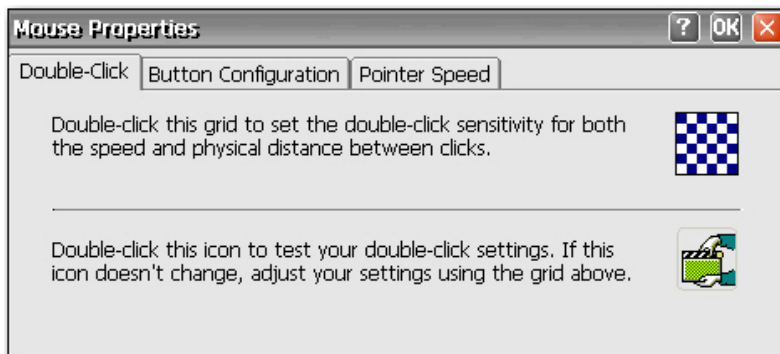 Mouse Properties ? OK ×
Double-Click Button Configuration Pointer Speed
Double-click this grid to set the double-click sensitivity for both
the speed and physical distance between clicks.
Double-click this icon to test your double-click settings. If this
icon doesn't change, adjust your settings using the grid above.